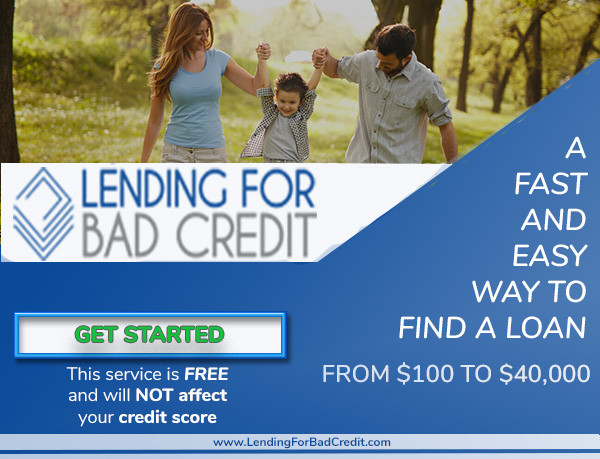 LENDING FOR
BAD CREDIT
A
FAST
AND
EASY
WAY TO
FIND A LOAN
FROM $100 TO $40,000
GET STARTED
This service is FREE
and will NOT affect
your credit score
www.LendingForBadCredit.com